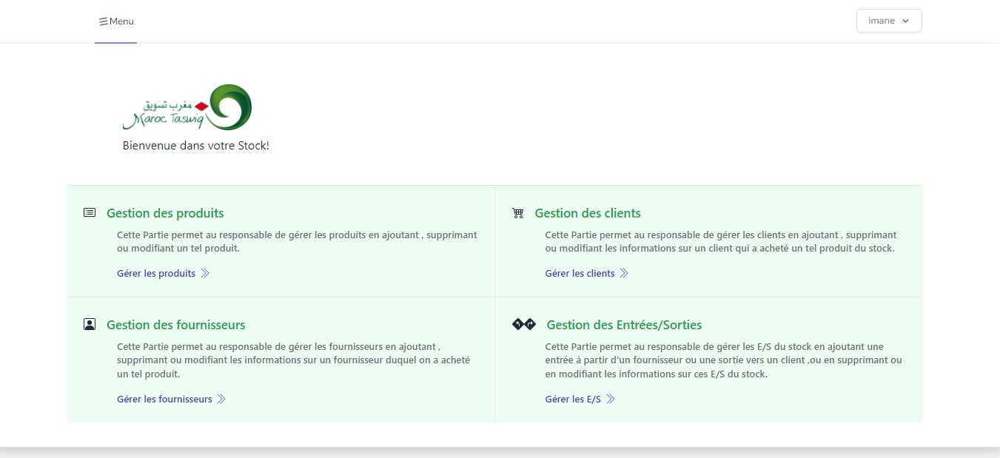 Menu
imane
مغرب تسويق
Maroc Taswiq
Bienvenue dans votre Stock!
Gestion des produits
Cette Partie permet au responsable de gérer les produits en ajoutant , supprimant
ou modifiant un tel produit.
Gérer les produits
Gestion des clients
Cette Partie permet au responsable de gérer les clients en ajoutant , supprimant
ou modifiant les informations sur un client qui a acheté un tel produit du stock.
Gérer les clients
Gestion des fournisseurs
Cette Partie permet au responsable de gérer les fournisseurs en ajoutant ,
supprimant ou modifiant les informations sur un fournisseur duquel on a acheté
un tel produit.
Gérer les fournisseurs
Gestion des Entrées/Sorties
Cette Partie permet au responsable de gérer les E/S du stock en ajoutant une
entrée à partir d'un fournisseur ou une sortie vers un client ,ou en supprimant ou
en modifiant les informations sur ces E/S du stock.
Gérer les E/S